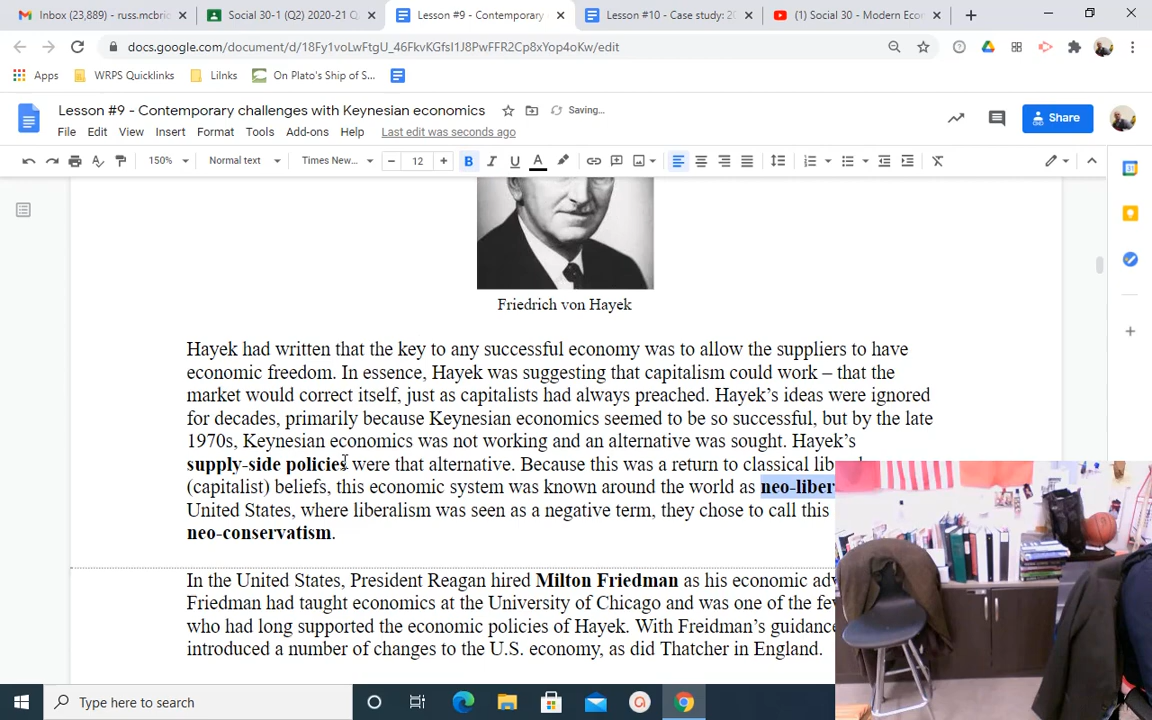 Inbox (23,889) - russ.mcbri
Social 30-1 (Q2) 2020-21 Q
Lesson #9 - Contemporary
Lesson #10 - Case study: 20
(1) Social 30 - Modern Eco
docs.google.com/document/d/18Fy1voLwFtgU_46FkvKGfsI1J8PwFFR2Cp8xYop4oKw/edit
Apps
WRPS Quicklinks
LiInks
On Plato's Ship of S...
Lesson #9 - Contemporary challenges with Keynesian economics
Saving...
Share
File Edit View Insert Format Tools Add-ons Help Last edit was seconds ago
150% Normal text Times New... 12 B I U A
Friedrich von Hayek
Hayek had written that the key to any successful economy was to allow the suppliers to have
economic freedom. In essence, Hayek was suggesting that capitalism could work – that the
market would correct itself, just as capitalists had always preached. Hayek's ideas were ignored
for decades, primarily because Keynesian economics seemed to be so successful, but by the late
1970s, Keynesian economics was not working and an alternative was sought. Hayek's
supply-side policies were that alternative. Because this was a return to classical lib
(capitalist) beliefs, this economic system was known around the world as neo-liber
United States, where liberalism was seen as a negative term, they chose to call this
neo-conservatism.
In the United States, President Reagan hired Milton Friedman as his economic adv
Friedman had taught economics at the University of Chicago and was one of the fe
who had long supported the economic policies of Hayek. With Freidman's guidance
introduced a number of changes to the U.S. economy, as did Thatcher in England.
Type here to search